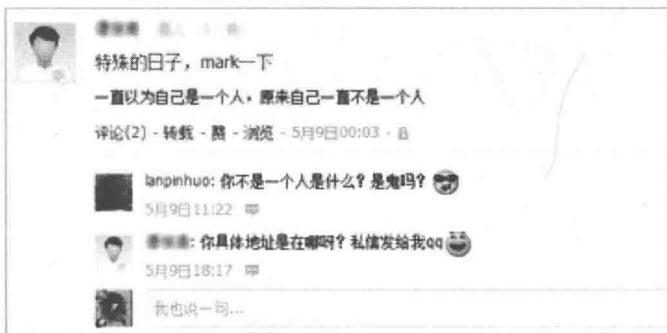 特殊的日子，mark一下
一直以为自己是一个人，原来自己一直不是一个人
评论(2) - 转载 - 赞 - 浏览 - 5月9日00:03 -
lanpinhuo: 你不是一个人是什么？是鬼吗？
5月9日11:22
: 你具体地址是在哪呀？私信发给我qq
5月9日18:17
我也说一句...